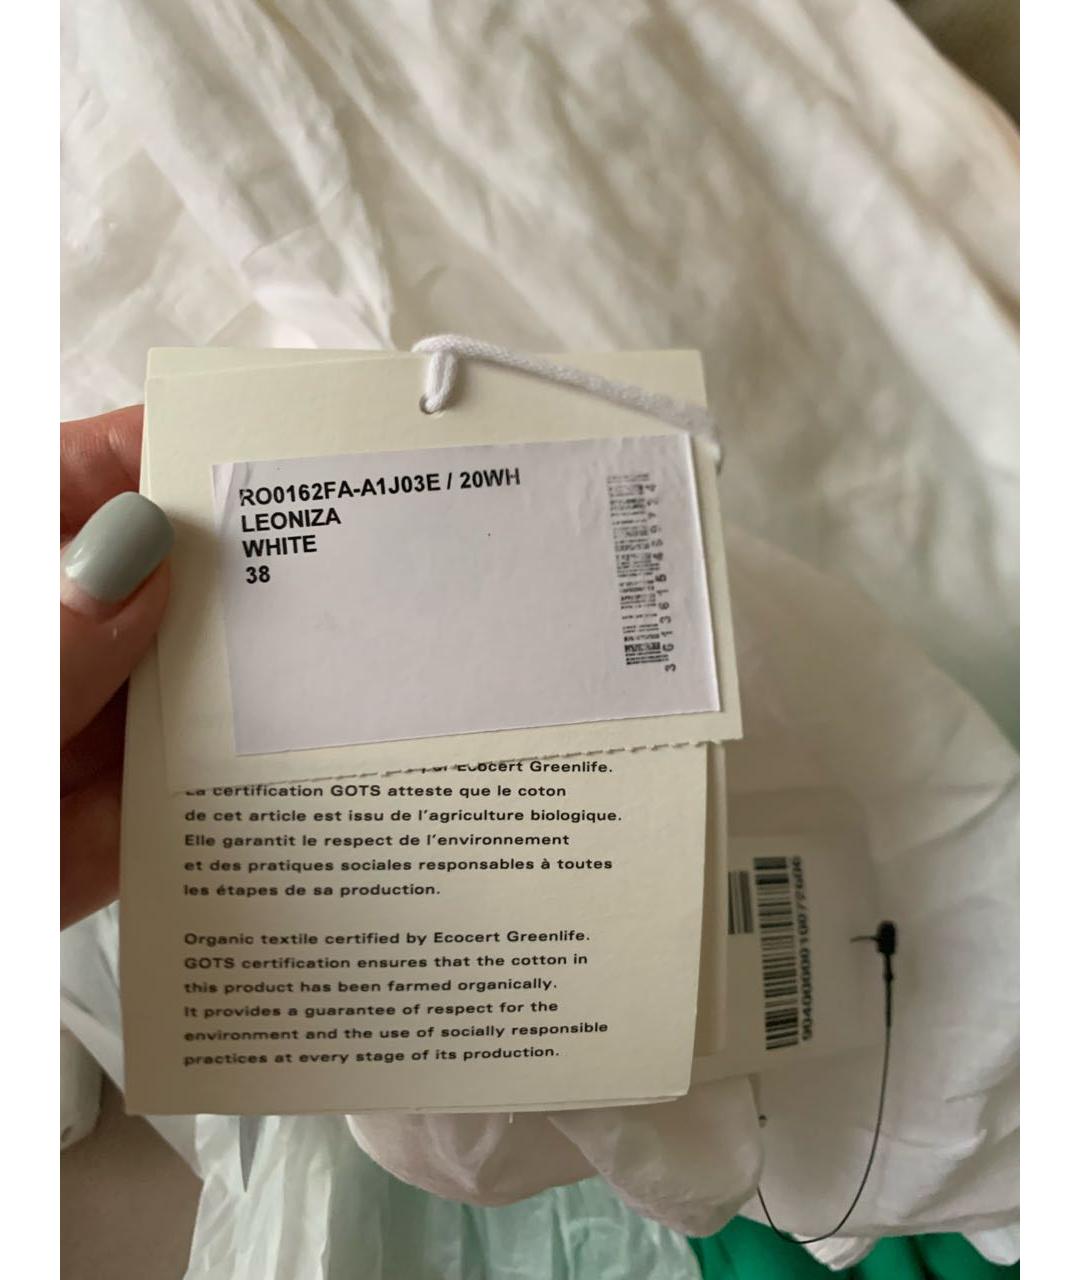 RO0162FA-A1J03E / 20WH
LEONIZA
WHITE
38
Ecocert Greenlife.
La certification GOTS atteste que le coton
de cet article est issu de l'agriculture biologique.
Elle garantit le respect de l'environnement
et des pratiques sociales responsables à toutes
les étapes de sa production.
Organic textile certified by Ecocert Greenlife.
GOTS certification ensures that the cotton in
this product has been farmed organically.
It provides a guarantee of respect for the
environment and the use of socially responsible
practices at every stage of its production.